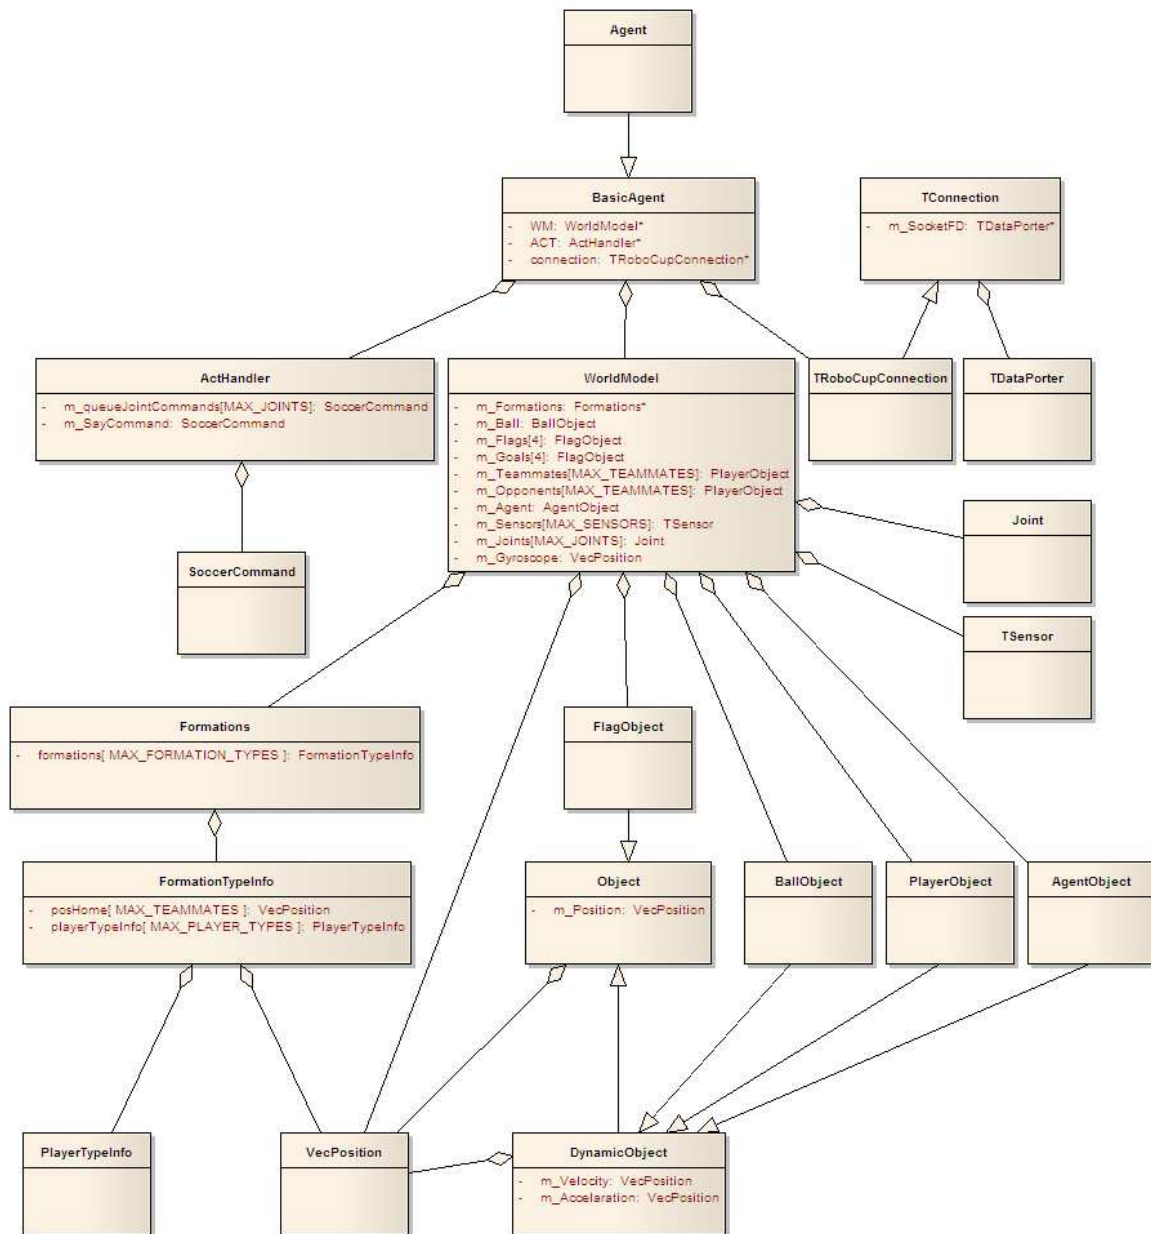 Agent
BasicAgent
- WM: WorldModel*
- ACT: ActHandler*
- connection: TRoboCupConnection*
TConnection
- m_SocketFD: TDataPorter*
ActHandler
- m_queueJointCommands[MAX_JOINTS]: SoccerCommand
- m_SayCommand: SoccerCommand
WorldModel
- m_Formations: Formations*
- m_Ball: BallObject
- m_Flags[4]: FlagObject
- m_Goals[4]: FlagObject
- m_Teammates[MAX_TEAMMATES]: PlayerObject
- m_Opponents[MAX_TEAMMATES]: PlayerObject
- m_Agent: AgentObject
- m_Sensors[MAX_SENSORS]: TSensor
- m_Joints[MAX_JOINTS]: Joint
- m_Gyroscope: VecPosition
TRoboCupConnection
TDataPorter
Joint
SoccerCommand
TSensor
Formations
- formations[ MAX_FORMATION_TYPES ]: FormationTypeInfo
FlagObject
FormationTypeInfo
- posHome[ MAX_TEAMMATES ]: VecPosition
- playerTypeInfo[ MAX_PLAYER_TYPES ]: PlayerTypeInfo
Object
- m_Position: VecPosition
BallObject
PlayerObject
AgentObject
PlayerTypeInfo
VecPosition
DynamicObject
- m_Velocity: VecPosition
- m_Accelaration: VecPosition